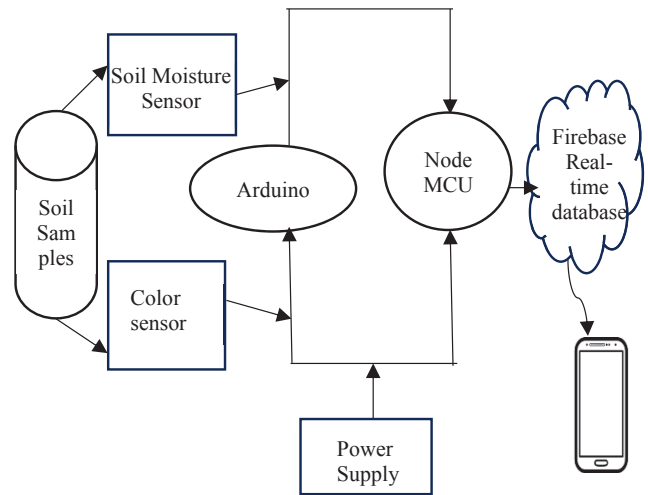 Soil Moisture
Sensor
Soil
Sam
ples
Arduino
Node
MCU
Firebase
Real-
time
database
Color
sensor
Power
Supply